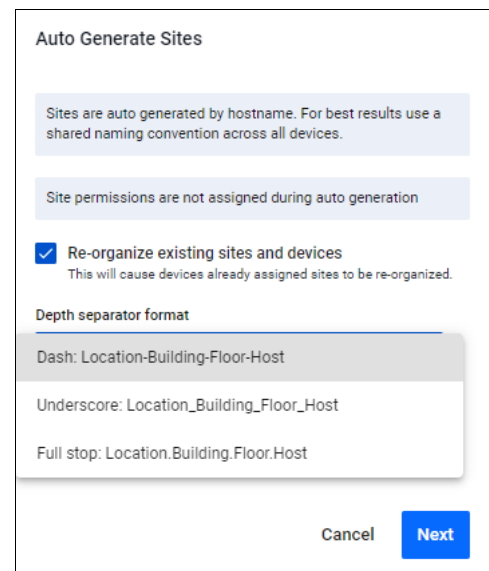 Auto Generate Sites
Sites are auto generated by hostname. For best results use a
shared naming convention across all devices.
Site permissions are not assigned during auto generation
Re-organize existing sites and devices
This will cause devices already assigned sites to be re-organized.
Depth separator format
Dash: Location-Building-Floor-Host
Underscore: Location_Building_Floor_Host
Full stop: Location.Building.Floor.Host
Cancel
Next